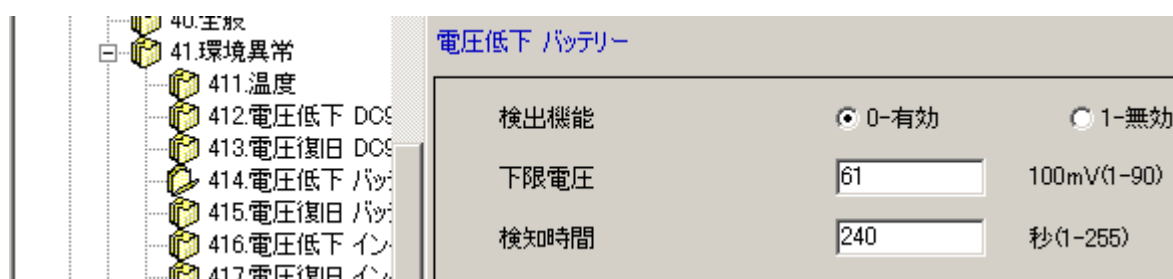 40.全般
41.環境異常
411.温度
412.電圧低下 DC9
413.電圧復旧 DC9
414.電圧低下 バッ
415.電圧復旧 バッ
416.電圧低下 イン
417.電圧復旧 イン
電圧低下 バッテリー
検出機能 0-有効 1-無効
下限電圧 61 100mV(1-90)
検知時間 240 秒(1-255)